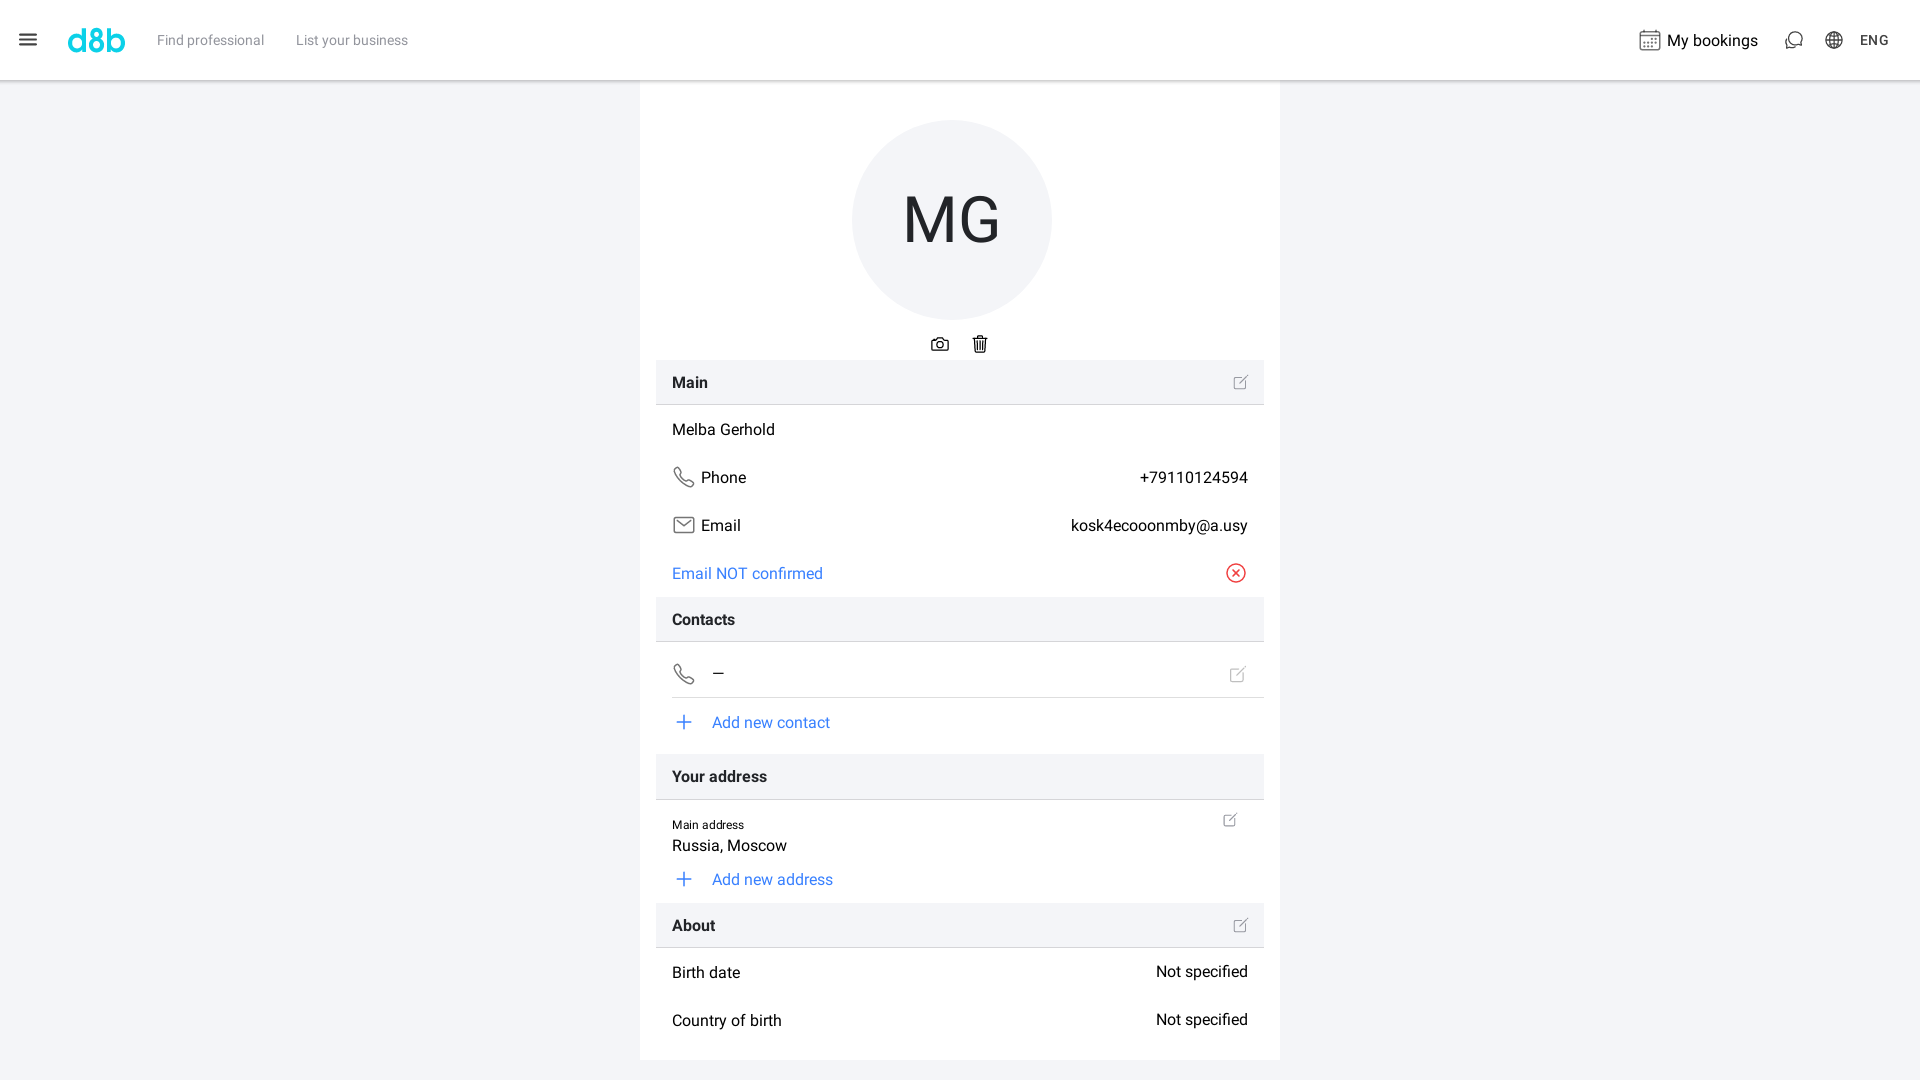 d8b
Find professional
List your business
My bookings
ENG
MG
Main
Melba Gerhold
Phone
+79110124594
Email
kosk4ecooonmby@a.usy
Email NOT confirmed
Contacts
—
Add new contact
Your address
Main address
Russia, Moscow
Add new address
About
Birth date
Not specified
Country of birth
Not specified